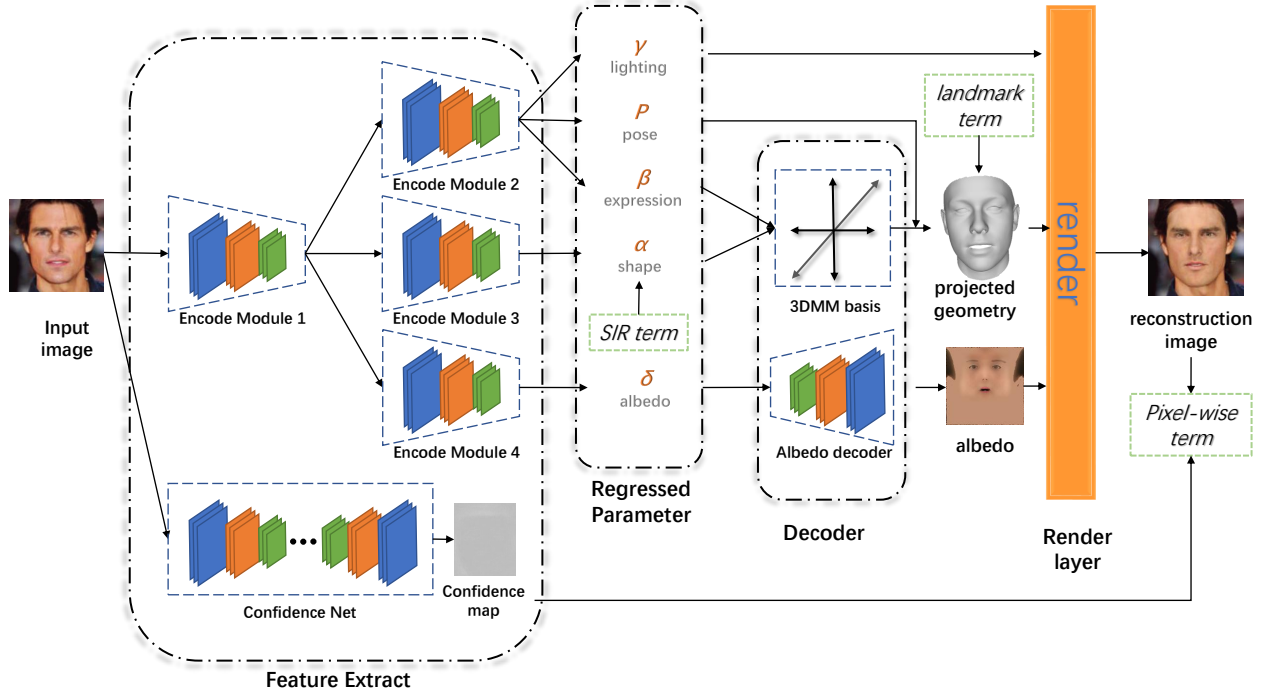 Input
image
Encode Module 1
Encode Module 2
Encode Module 3
Encode Module 4
Confidence Net
Confidence
map
Feature Extract
γ
lighting
P
pose
β
expression
α
shape
SIR term
δ
albedo
Regressed
Parameter
3DMM basis
Albedo decoder
Decoder
landmark
term
projected
geometry
albedo
render
Render
layer
reconstruction
image
Pixel-wise
term